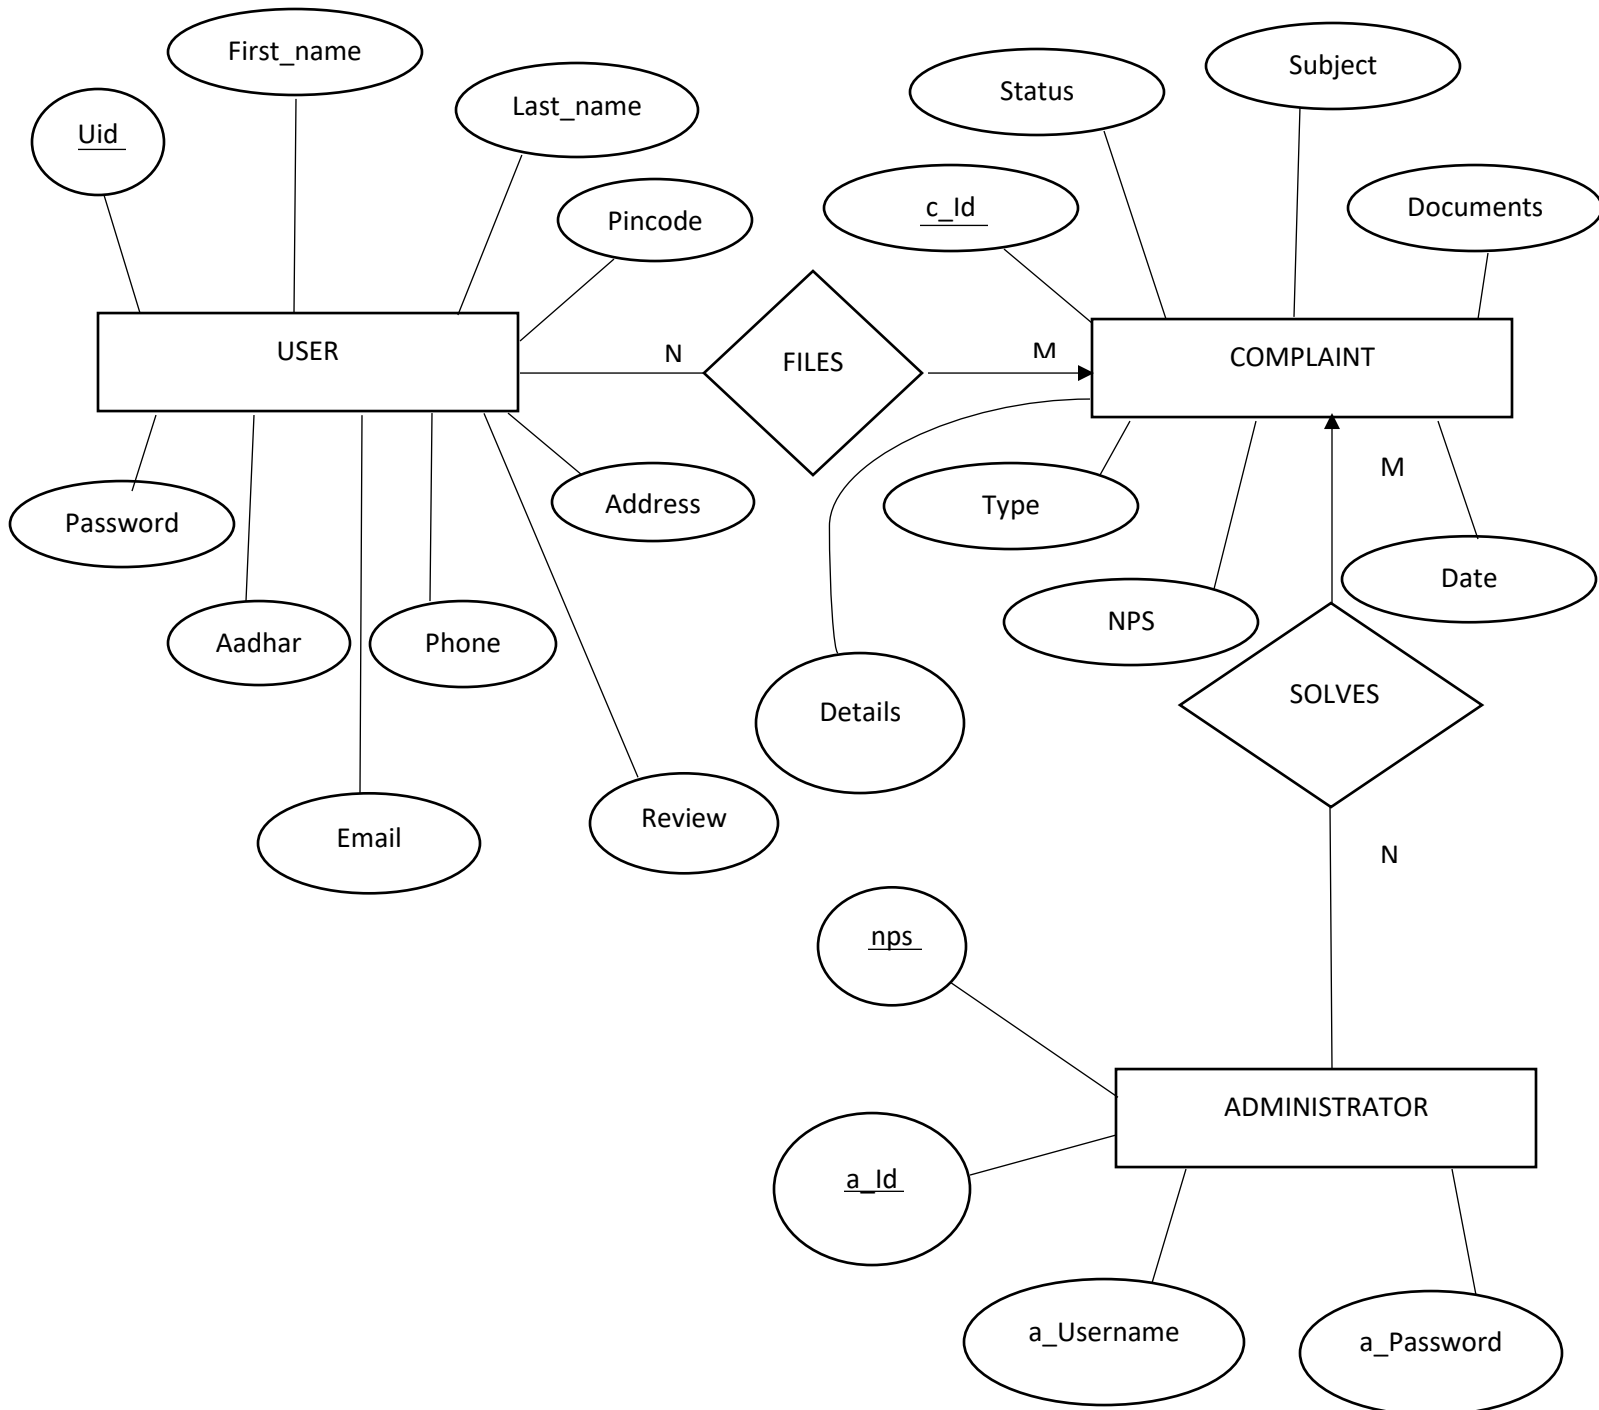 First_name
Subject
Status
Last_name
Uid
c_Id
Documents
Pincode
USER
N
FILES
M
COMPLAINT
M
Address
Type
Password
Date
NPS
Aadhar
Phone
SOLVES
Details
Review
Email
N
nps
ADMINISTRATOR
a_Id
a_Username
a_Password